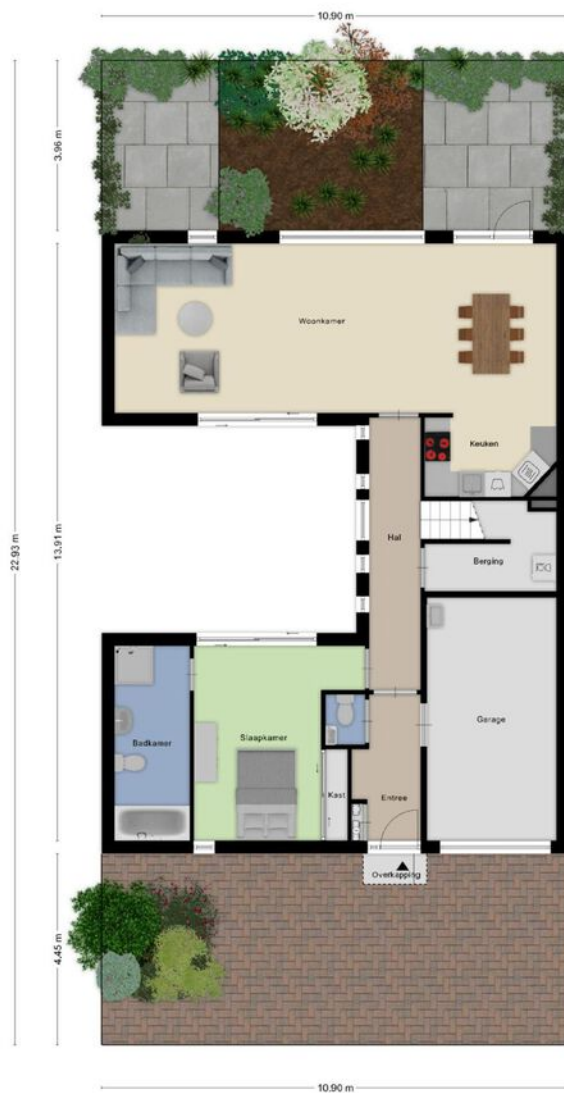 10.90 m
3.96 m
22.93 m
13.91 m
Woonkamer
Keuken
Hal
Berging
Garage
Badkamer
Slaapkamer
Kast
Entree
Overkapping
4.45 m
10.90 m